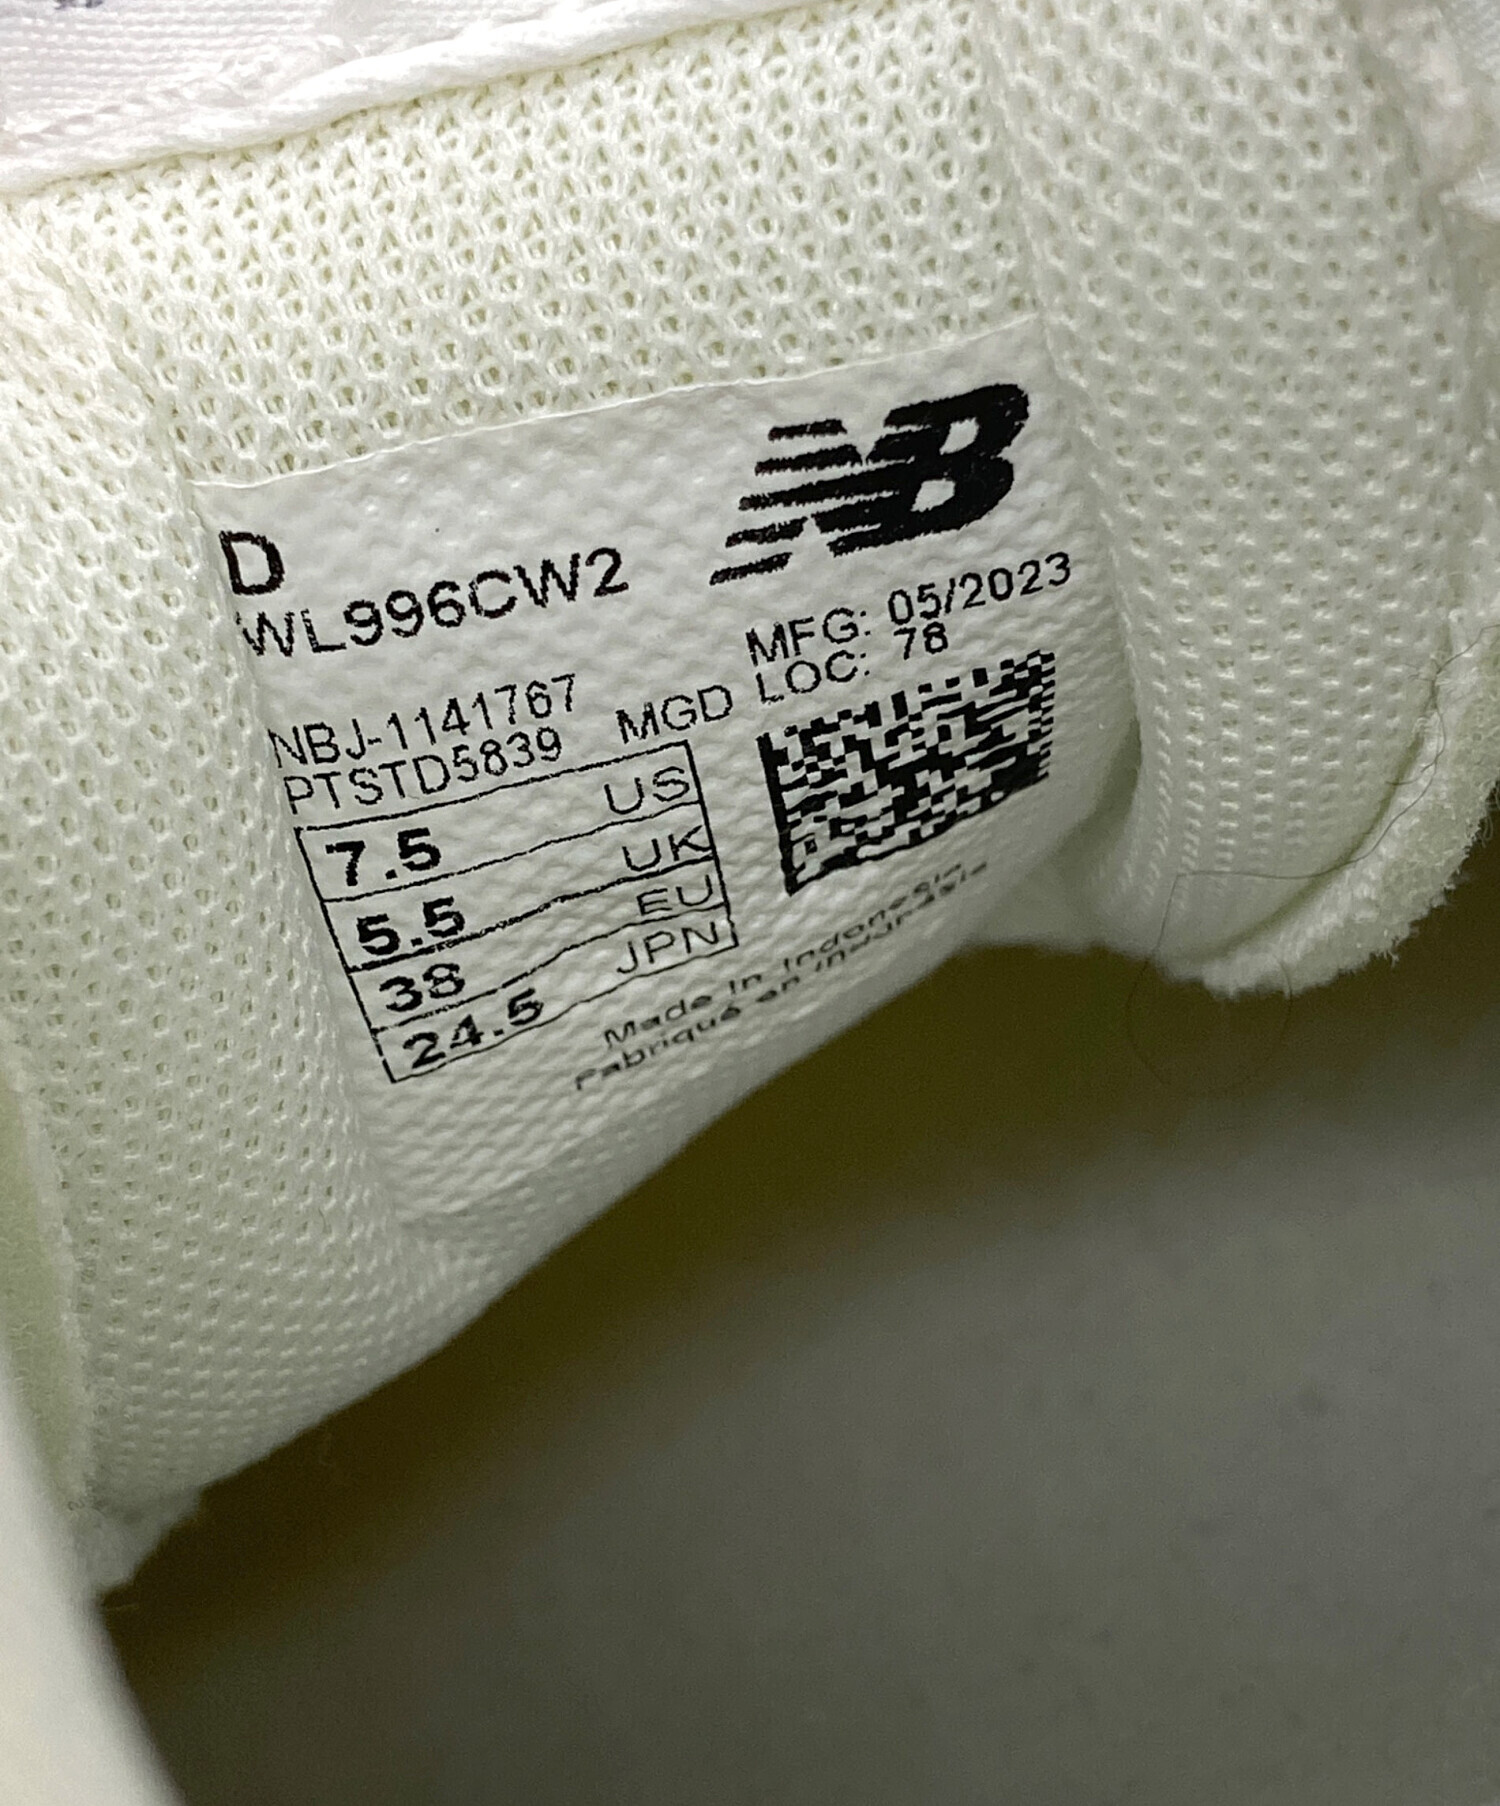 NB
D
WL996CW2
MFG: 05/2023
LOC: 78
NBJ-1141767
PTSTD5839 MGD
7.5 US
5.5 UK
38 EU
24.5 JPN
Made in Indonesia
Fabriqué en Indonésie